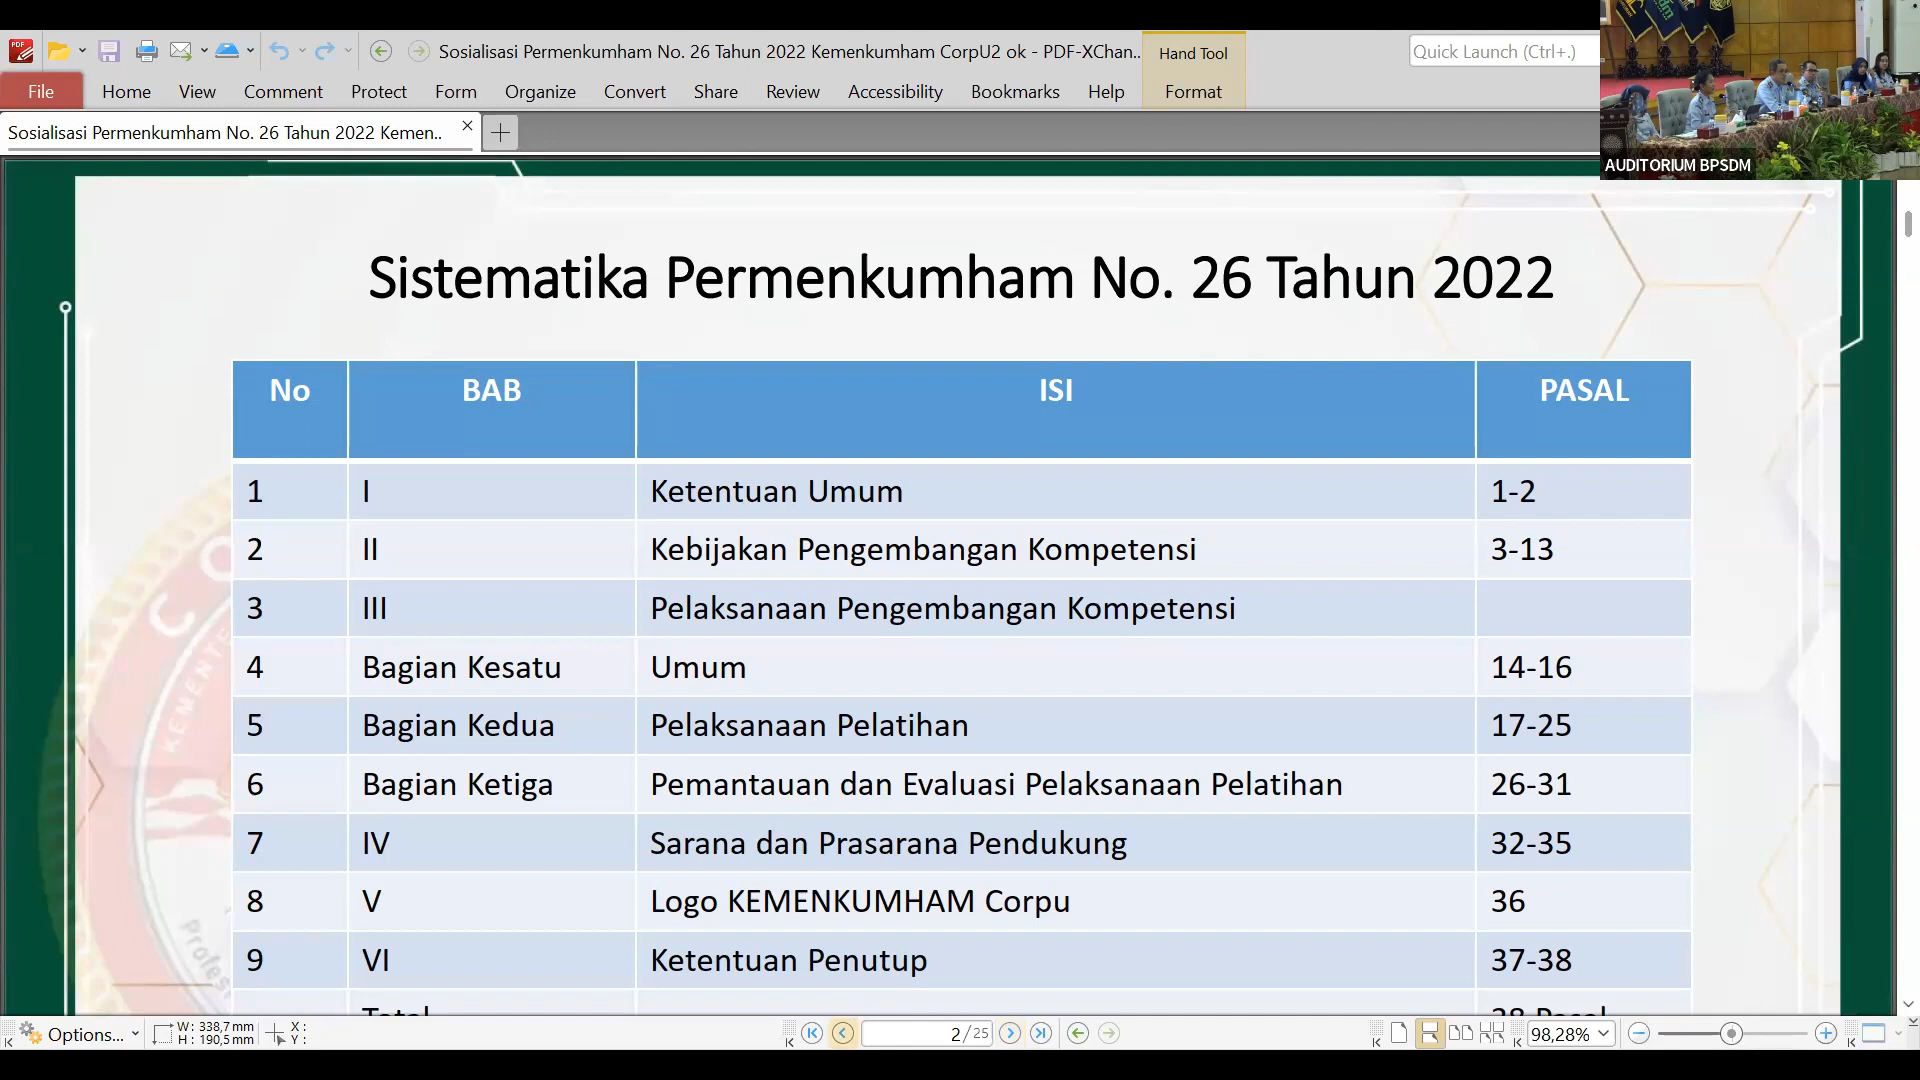 Sosialisasi Permenkumham No. 26 Tahun 2022 Kemenkumham CorpU2 ok - PDF-XChan..
Hand Tool
Quick Launch (Ctrl+.)
File Home View Comment Protect Form Organize Convert Share Review Accessibility Bookmarks Help Format
Sosialisasi Permenkumham No. 26 Tahun 2022 Kemen..
AUDITORIUM BPSDM
Sistematika Permenkumham No. 26 Tahun 2022
No BAB ISI PASAL
1 I Ketentuan Umum 1-2
2 II Kebijakan Pengembangan Kompetensi 3-13
3 III Pelaksanaan Pengembangan Kompetensi
4 Bagian Kesatu Umum 14-16
5 Bagian Kedua Pelaksanaan Pelatihan 17-25
6 Bagian Ketiga Pemantauan dan Evaluasi Pelaksanaan Pelatihan 26-31
7 IV Sarana dan Prasarana Pendukung 32-35
8 V Logo KEMENKUMHAM Corpu 36
9 VI Ketentuan Penutup 37-38
Total 38 Pasal
Options...
W: 338,7 mm
H: 190,5 mm
X:
Y:
2 / 25
98,28%